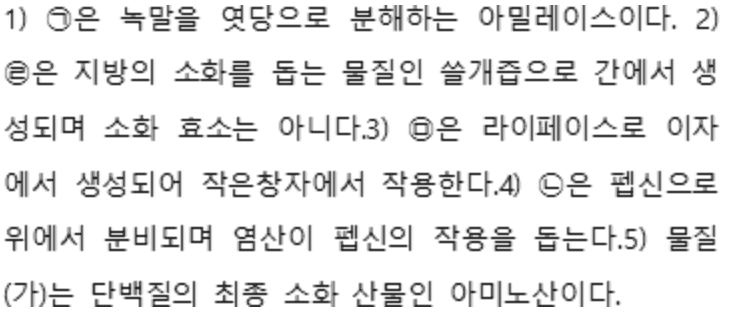 1) ㉠은 녹말을 엿당으로 분해하는 아밀레이스이다. 2)
㉣은 지방의 소화를 돕는 물질인 쓸개즙으로 간에서 생
성되며 소화 효소는 아니다.3) ㉤은 라이페이스로 이자
에서 생성되어 작은창자에서 작용한다.4) ㉡은 펩신으로
위에서 분비되며 염산이 펩신의 작용을 돕는다.5) 물질
(가)는 단백질의 최종 소화 산물인 아미노산이다.